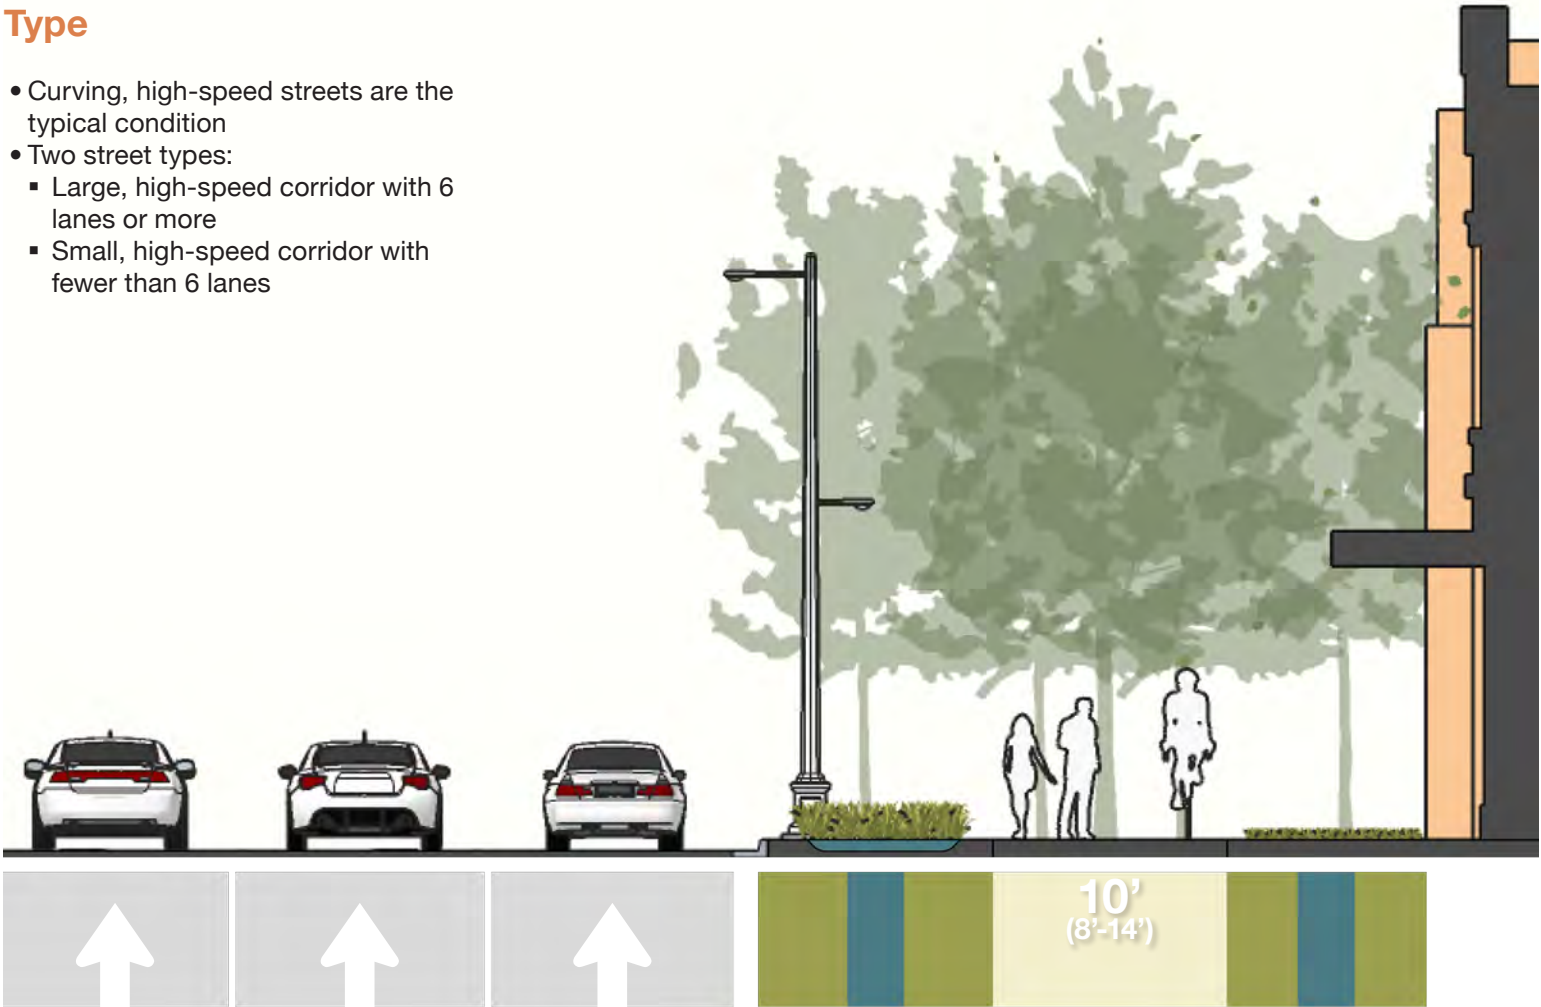 Type
• Curving, high-speed streets are the
typical condition
• Two street types:
▪ Large, high-speed corridor with 6
lanes or more
▪ Small, high-speed corridor with
fewer than 6 lanes
10’
(8’-14’)